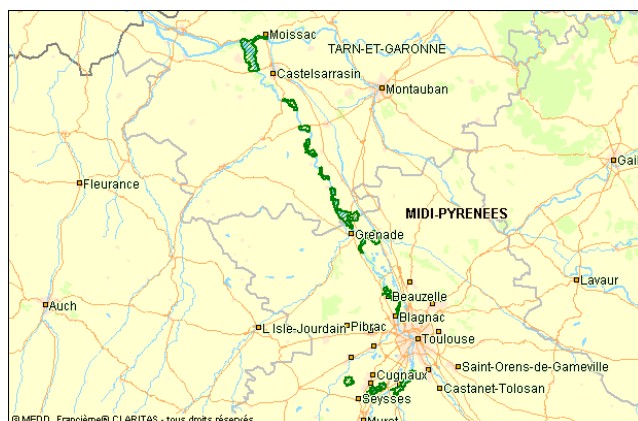 Moissac
TARN-ET-GARONNE
Castelsarrasin
Montauban
Gail
Fleurance
MIDI-PYRENEES
Grenade
Lavaur
Beauzelle
Auch
Blagnac
L Isle-Jourdain
Pibrac
Toulouse
Saint-Orens-de-Gameville
Cugnaux
Castanet-Tolosan
Seysses
Muret
© MEDD, Francième® CLARITAS - tous droits réservés